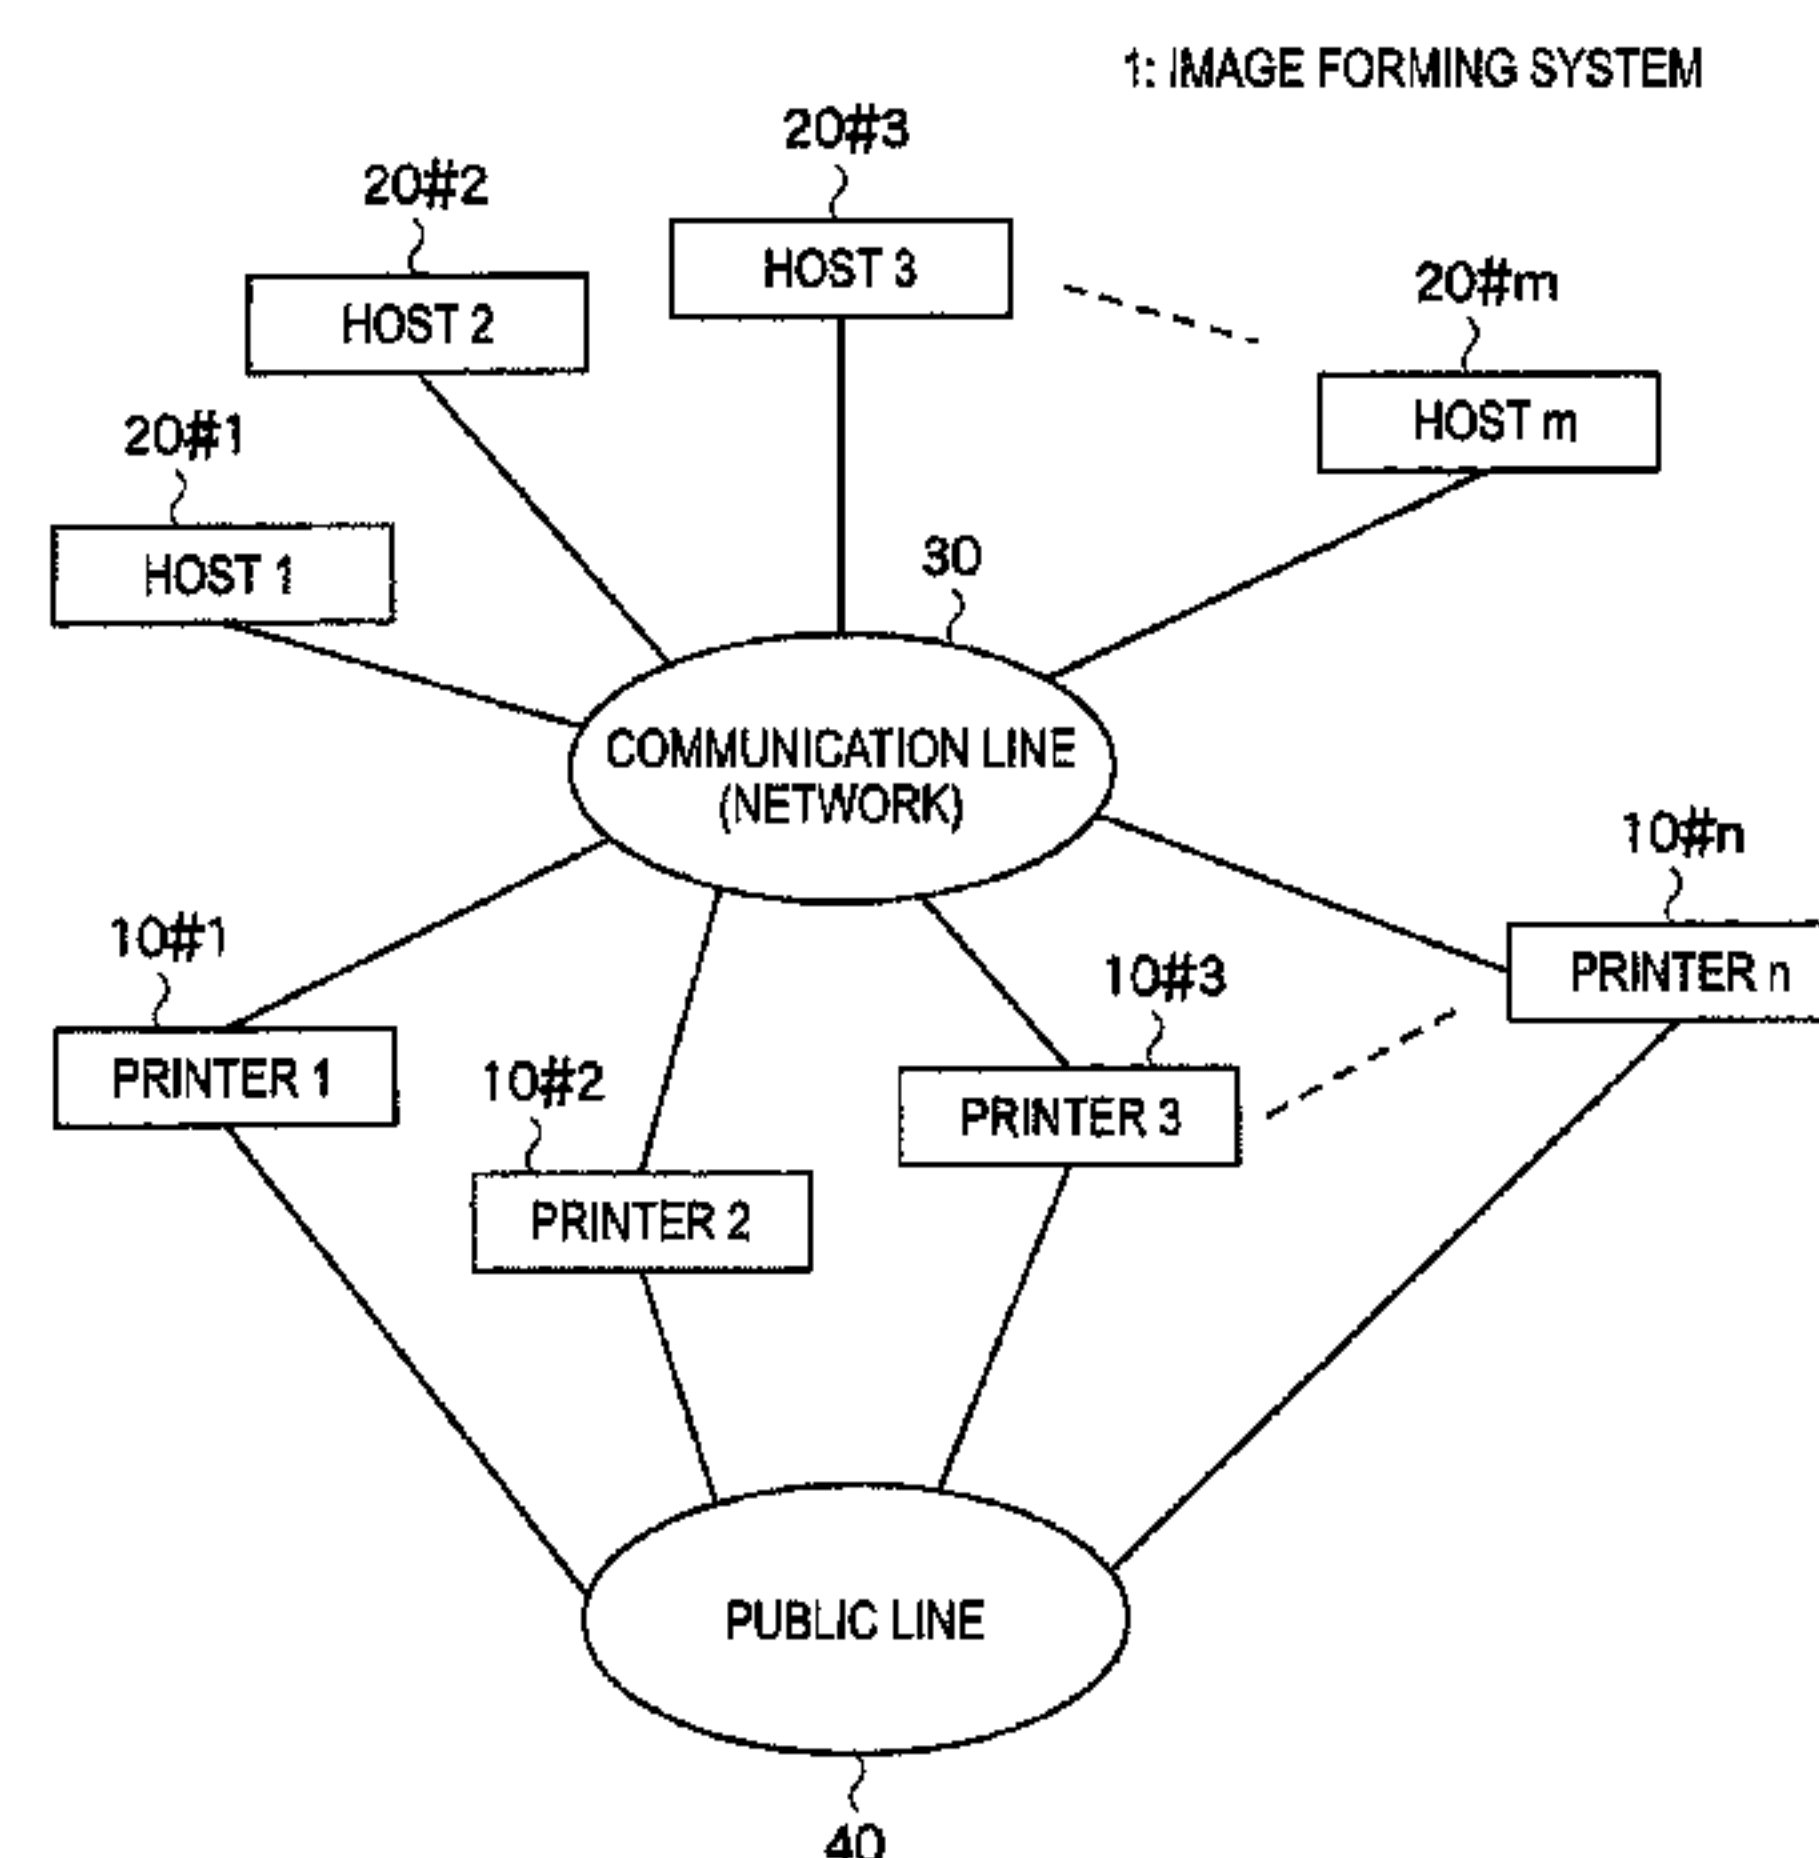 1: IMAGE FORMING SYSTEM
20#3
20#2
HOST 3
20#m
HOST 2
HOST m
20#1
HOST 1
30
COMMUNICATION LINE
(NETWORK)
10#n
10#1
PRINTER n
10#3
PRINTER 1
10#2
PRINTER 3
PRINTER 2
PUBLIC LINE
40